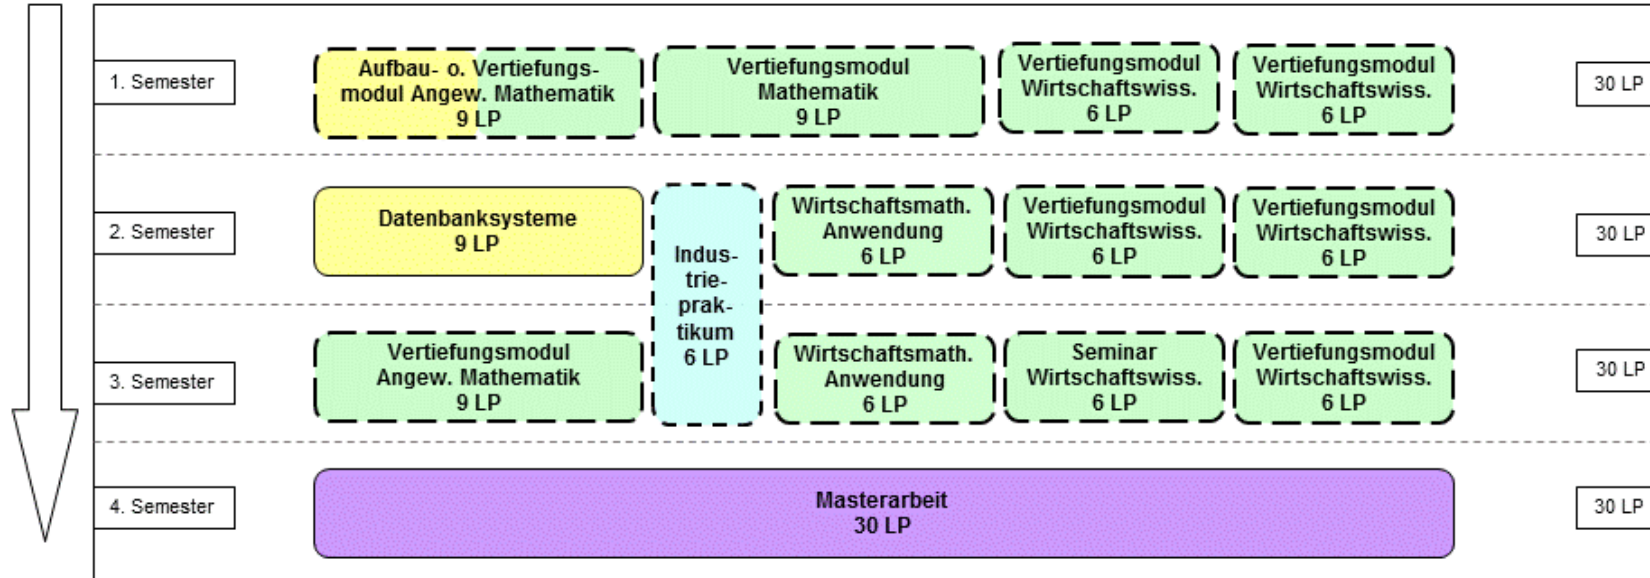 1. Semester
Aufbau- o. Vertiefungs-
modul Angew. Mathematik
9 LP
Vertiefungsmodul
Mathematik
9 LP
Vertiefungsmodul
Wirtschaftswiss.
6 LP
Vertiefungsmodul
Wirtschaftswiss.
6 LP
30 LP
2. Semester
Datenbanksysteme
9 LP
Indus-
trie-
prak-
tikum
6 LP
Wirtschaftsmath.
Anwendung
6 LP
Vertiefungsmodul
Wirtschaftswiss.
6 LP
Vertiefungsmodul
Wirtschaftswiss.
6 LP
30 LP
3. Semester
Vertiefungsmodul
Angew. Mathematik
9 LP
Wirtschaftsmath.
Anwendung
6 LP
Seminar
Wirtschaftswiss.
6 LP
Vertiefungsmodul
Wirtschaftswiss.
6 LP
30 LP
4. Semester
Masterarbeit
30 LP
30 LP